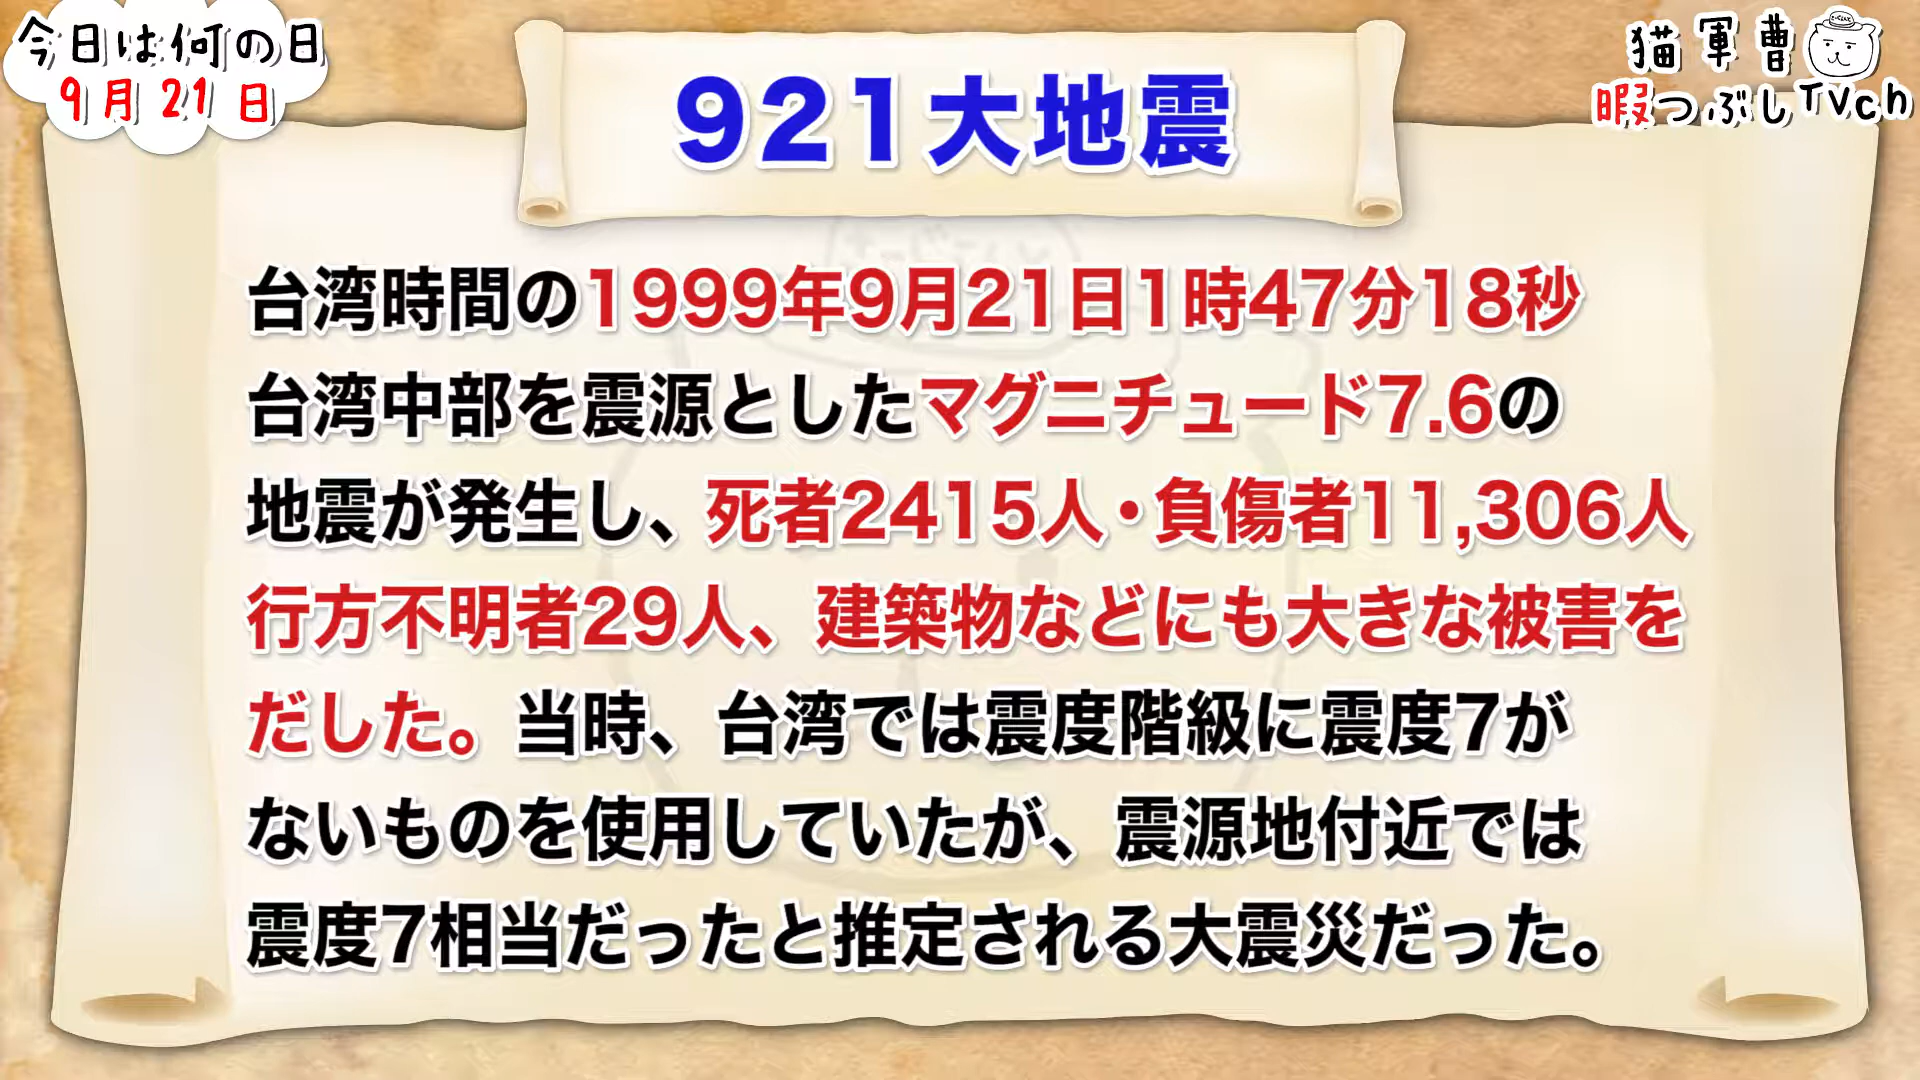 今日は何の日
9月21日
猫軍曹
暇つぶしTVch
921大地震
台湾時間の1999年9月21日1時47分18秒
台湾中部を震源としたマグニチュード7.6の
地震が発生し、死者2415人・負傷者11,306人
行方不明者29人、建築物などにも大きな被害を
だした。当時、台湾では震度階級に震度7が
ないものを使用していたが、震源地付近では
震度7相当だったと推定される大震災だった。